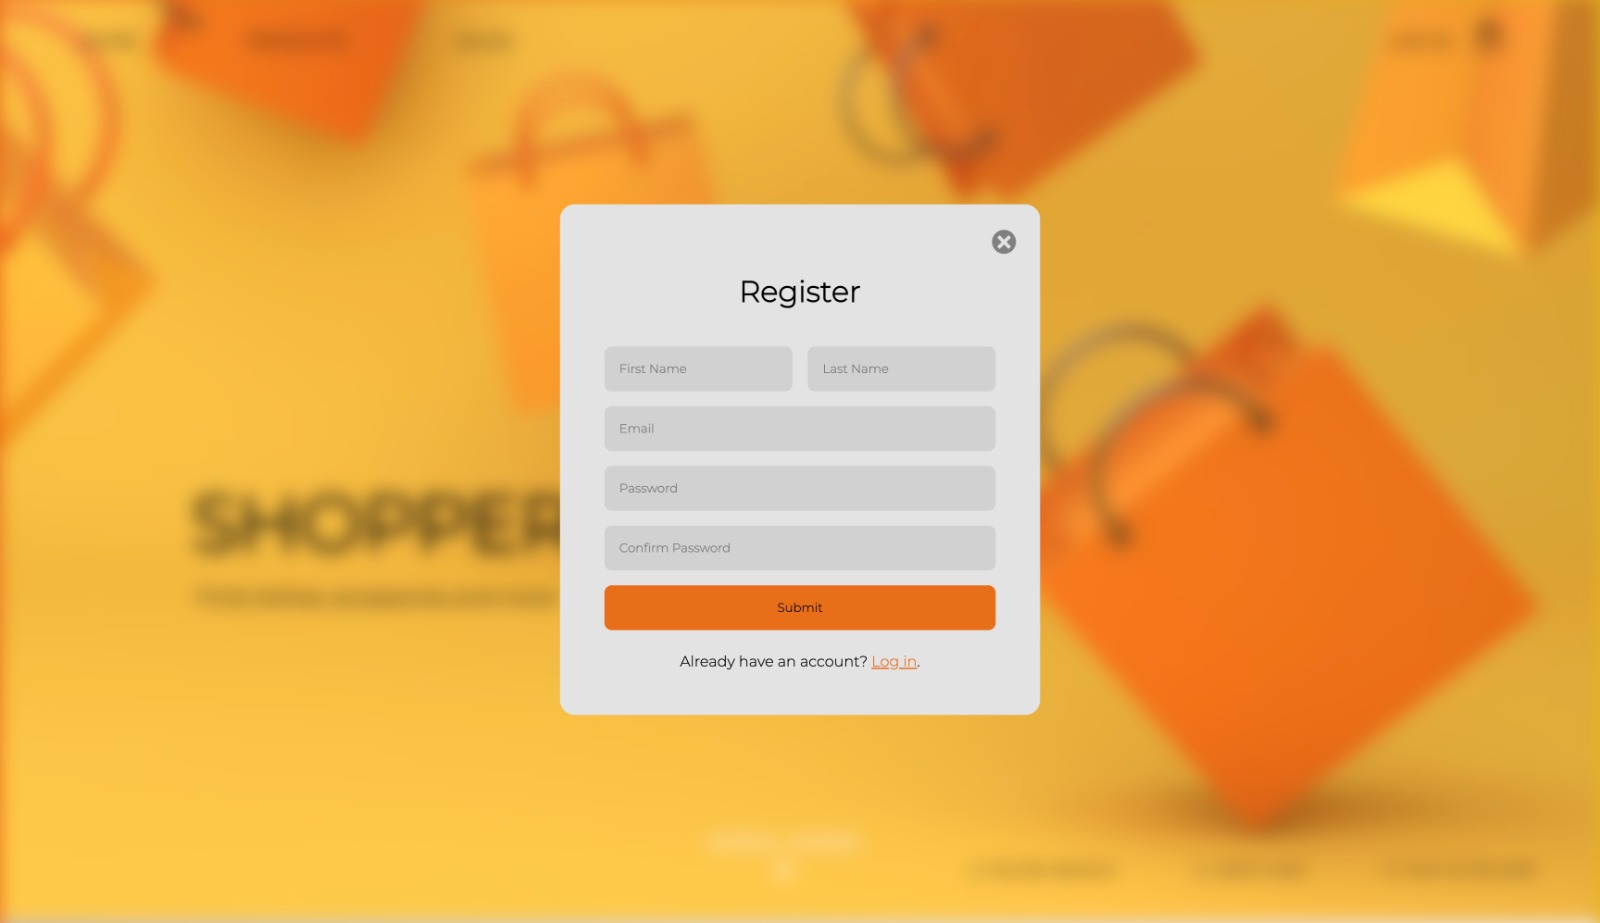 SHOPPER
Register
First Name Last Name
Email
Password
Confirm Password
Submit
Already have an account? Log in.